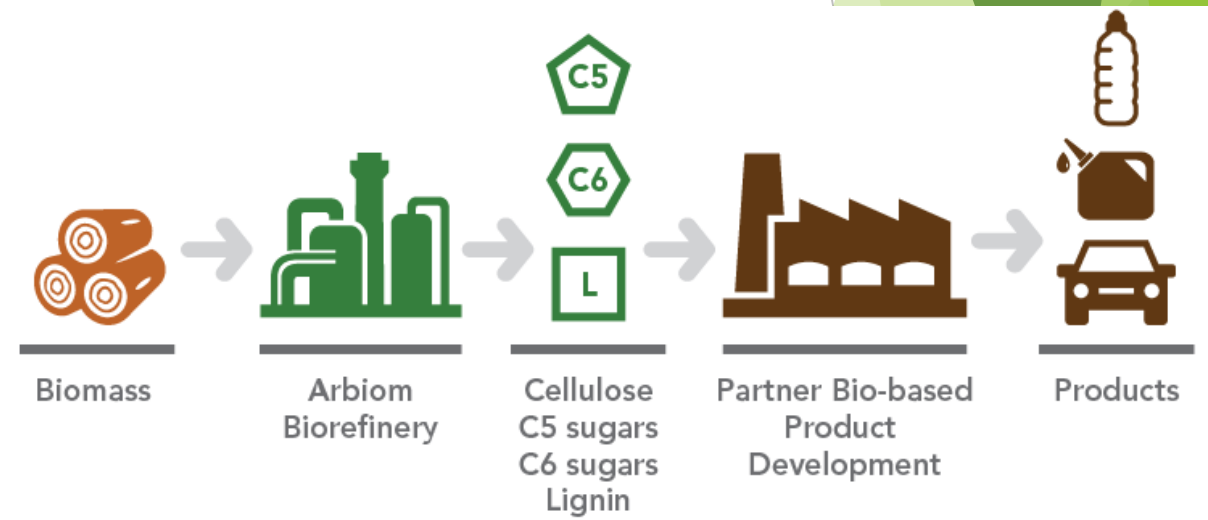 C5
C6
L
Biomass
Arbiom
Biorefinery
Cellulose
C5 sugars
C6 sugars
Lignin
Partner Bio-based
Product
Development
Products